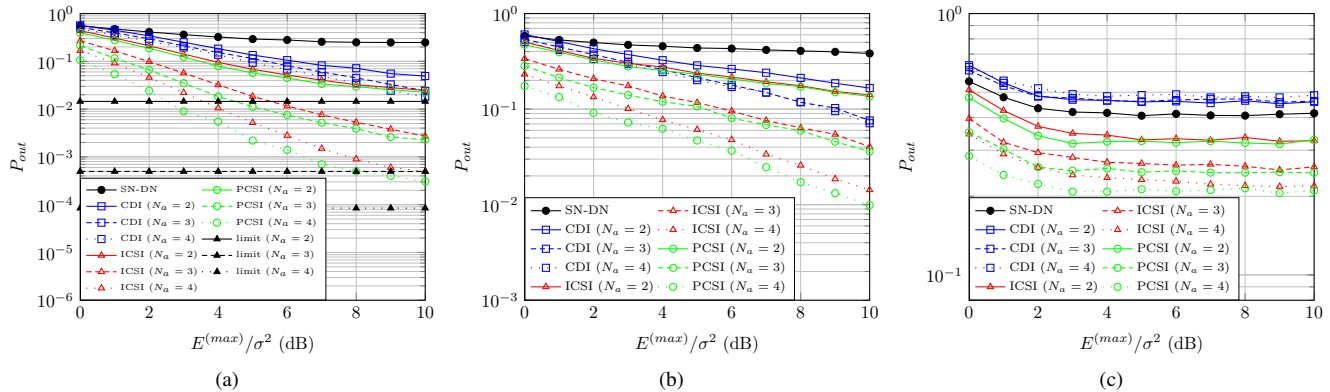 10^0
10^{-1}
10^{-2}
10^{-3}
10^{-4}
10^{-5}
10^{-6}
P_{out}
SN-DN
CDI (N_a = 2)
CDI (N_a = 3)
CDI (N_a = 4)
ICSI (N_a = 2)
ICSI (N_a = 3)
ICSI (N_a = 4)
PCSI (N_a = 2)
PCSI (N_a = 3)
PCSI (N_a = 4)
limit (N_a = 2)
limit (N_a = 3)
limit (N_a = 4)
0 2 4 6 8 10
E^{(max)}/σ^2 (dB)
(a)
10^0
10^{-1}
10^{-2}
10^{-3}
P_{out}
SN-DN
CDI (N_a = 2)
CDI (N_a = 3)
CDI (N_a = 4)
ICSI (N_a = 2)
ICSI (N_a = 3)
ICSI (N_a = 4)
PCSI (N_a = 2)
PCSI (N_a = 3)
PCSI (N_a = 4)
0 2 4 6 8 10
E^{(max)}/σ^2 (dB)
(b)
10^0
10^{-1}
P_{out}
SN-DN
CDI (N_a = 2)
CDI (N_a = 3)
CDI (N_a = 4)
ICSI (N_a = 2)
ICSI (N_a = 3)
ICSI (N_a = 4)
PCSI (N_a = 2)
PCSI (N_a = 3)
PCSI (N_a = 4)
0 2 4 6 8 10
E^{(max)}/σ^2 (dB)
(c)